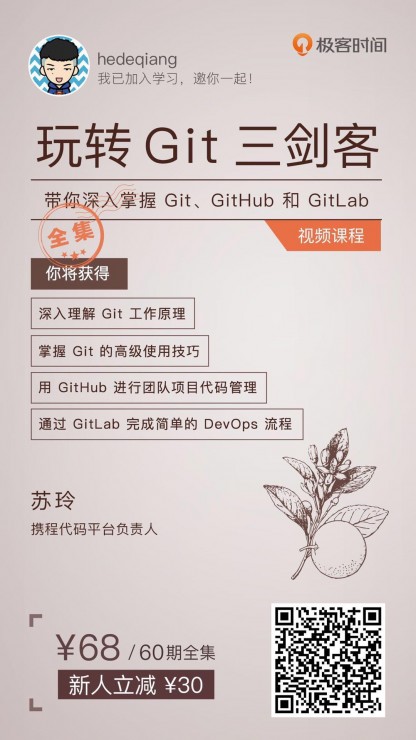 hedeqiang
我已加入学习，邀你一起！
极客时间
玩转 Git 三剑客
带你深入掌握 Git、GitHub 和 GitLab
视频课程
全集
你将获得
深入理解 Git 工作原理
掌握 Git 的高级使用技巧
用 GitHub 进行团队项目代码管理
通过 GitLab 完成简单的 DevOps 流程
苏玲
携程代码平台负责人
¥68 / 60期全集
新人立减 ¥30